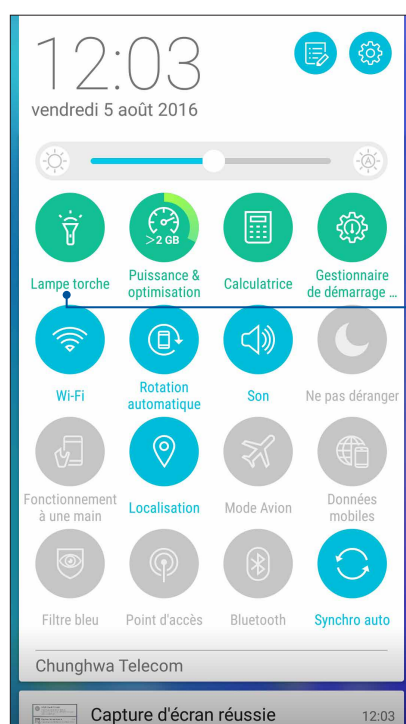 12:03
vendredi 5 août 2016
A
>2 GB
Lampe torche
Puissance &
optimisation
Calculatrice
Gestionnaire
de démarrage ...
Wi-Fi
Rotation
automatique
Son
Ne pas déranger
Fonctionnement
à une main
Localisation
Mode Avion
Données
mobiles
Filtre bleu
Point d'accès
Bluetooth
Synchro auto
Chunghwa Telecom
Capture d'écran réussie
12:03